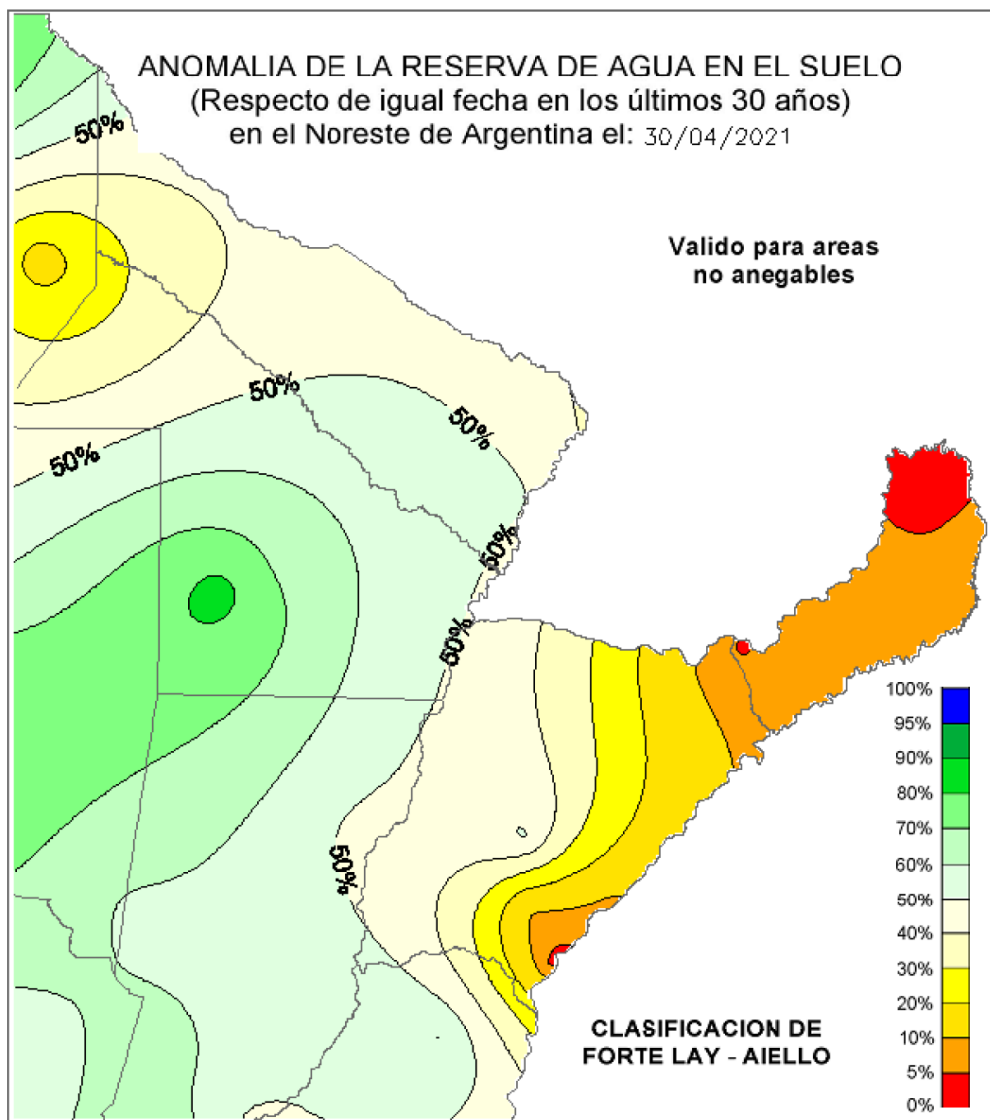 ANOMALIA DE LA RESERVA DE AGUA EN EL SUELO
(Respecto de igual fecha en los últimos 30 años)
en el Noreste de Argentina el: 30/04/2021
50%
Valido para areas
no anegables
50%
50%
50%
50%
50%
50%
100%
95%
90%
80%
70%
60%
50%
40%
30%
20%
10%
5%
0%
CLASIFICACION DE
FORTE LAY - AIELLO